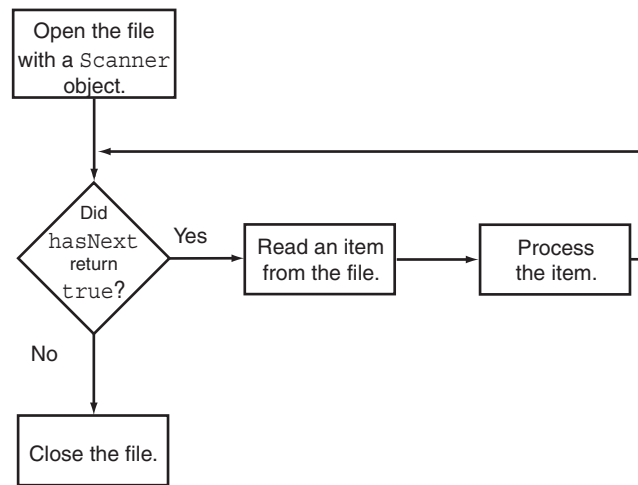 Open the file
with a Scanner
object.
Did
hasNext
return
true?
Yes
Read an item
from the file.
Process
the item.
No
Close the file.